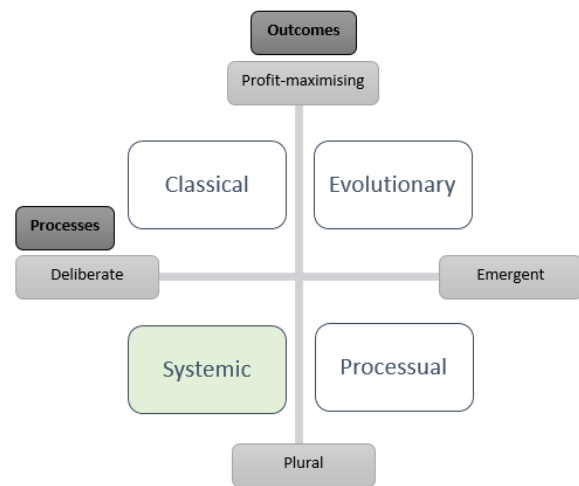 Outcomes
Profit-maximising
Classical
Evolutionary
Processes
Deliberate
Emergent
Systemic
Processual
Plural